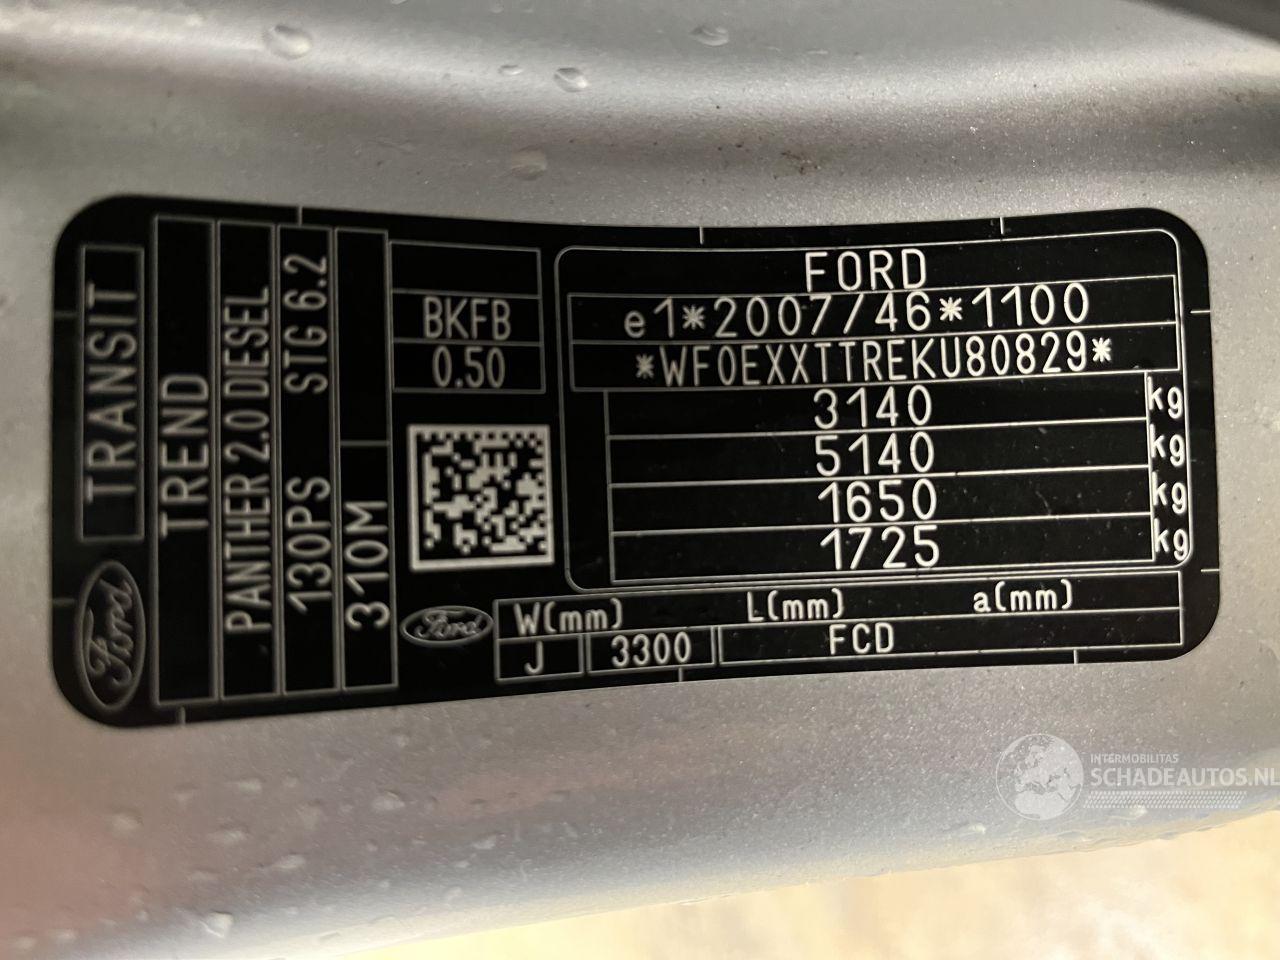 TRANSIT
TREND
PANTHER 2.0 DIESEL
130PS STG 6.2
310M
Ford
BKFB
0.50
Ford
FORD
e1*2007/46*1100
*WF0EXXTTREKU80829*
3140 kg
5140 kg
1650 kg
1725 kg
W(mm) L(mm) a(mm)
J 3300 FCD
INTERMOBILITAS
SCHADEAUTOS.NL